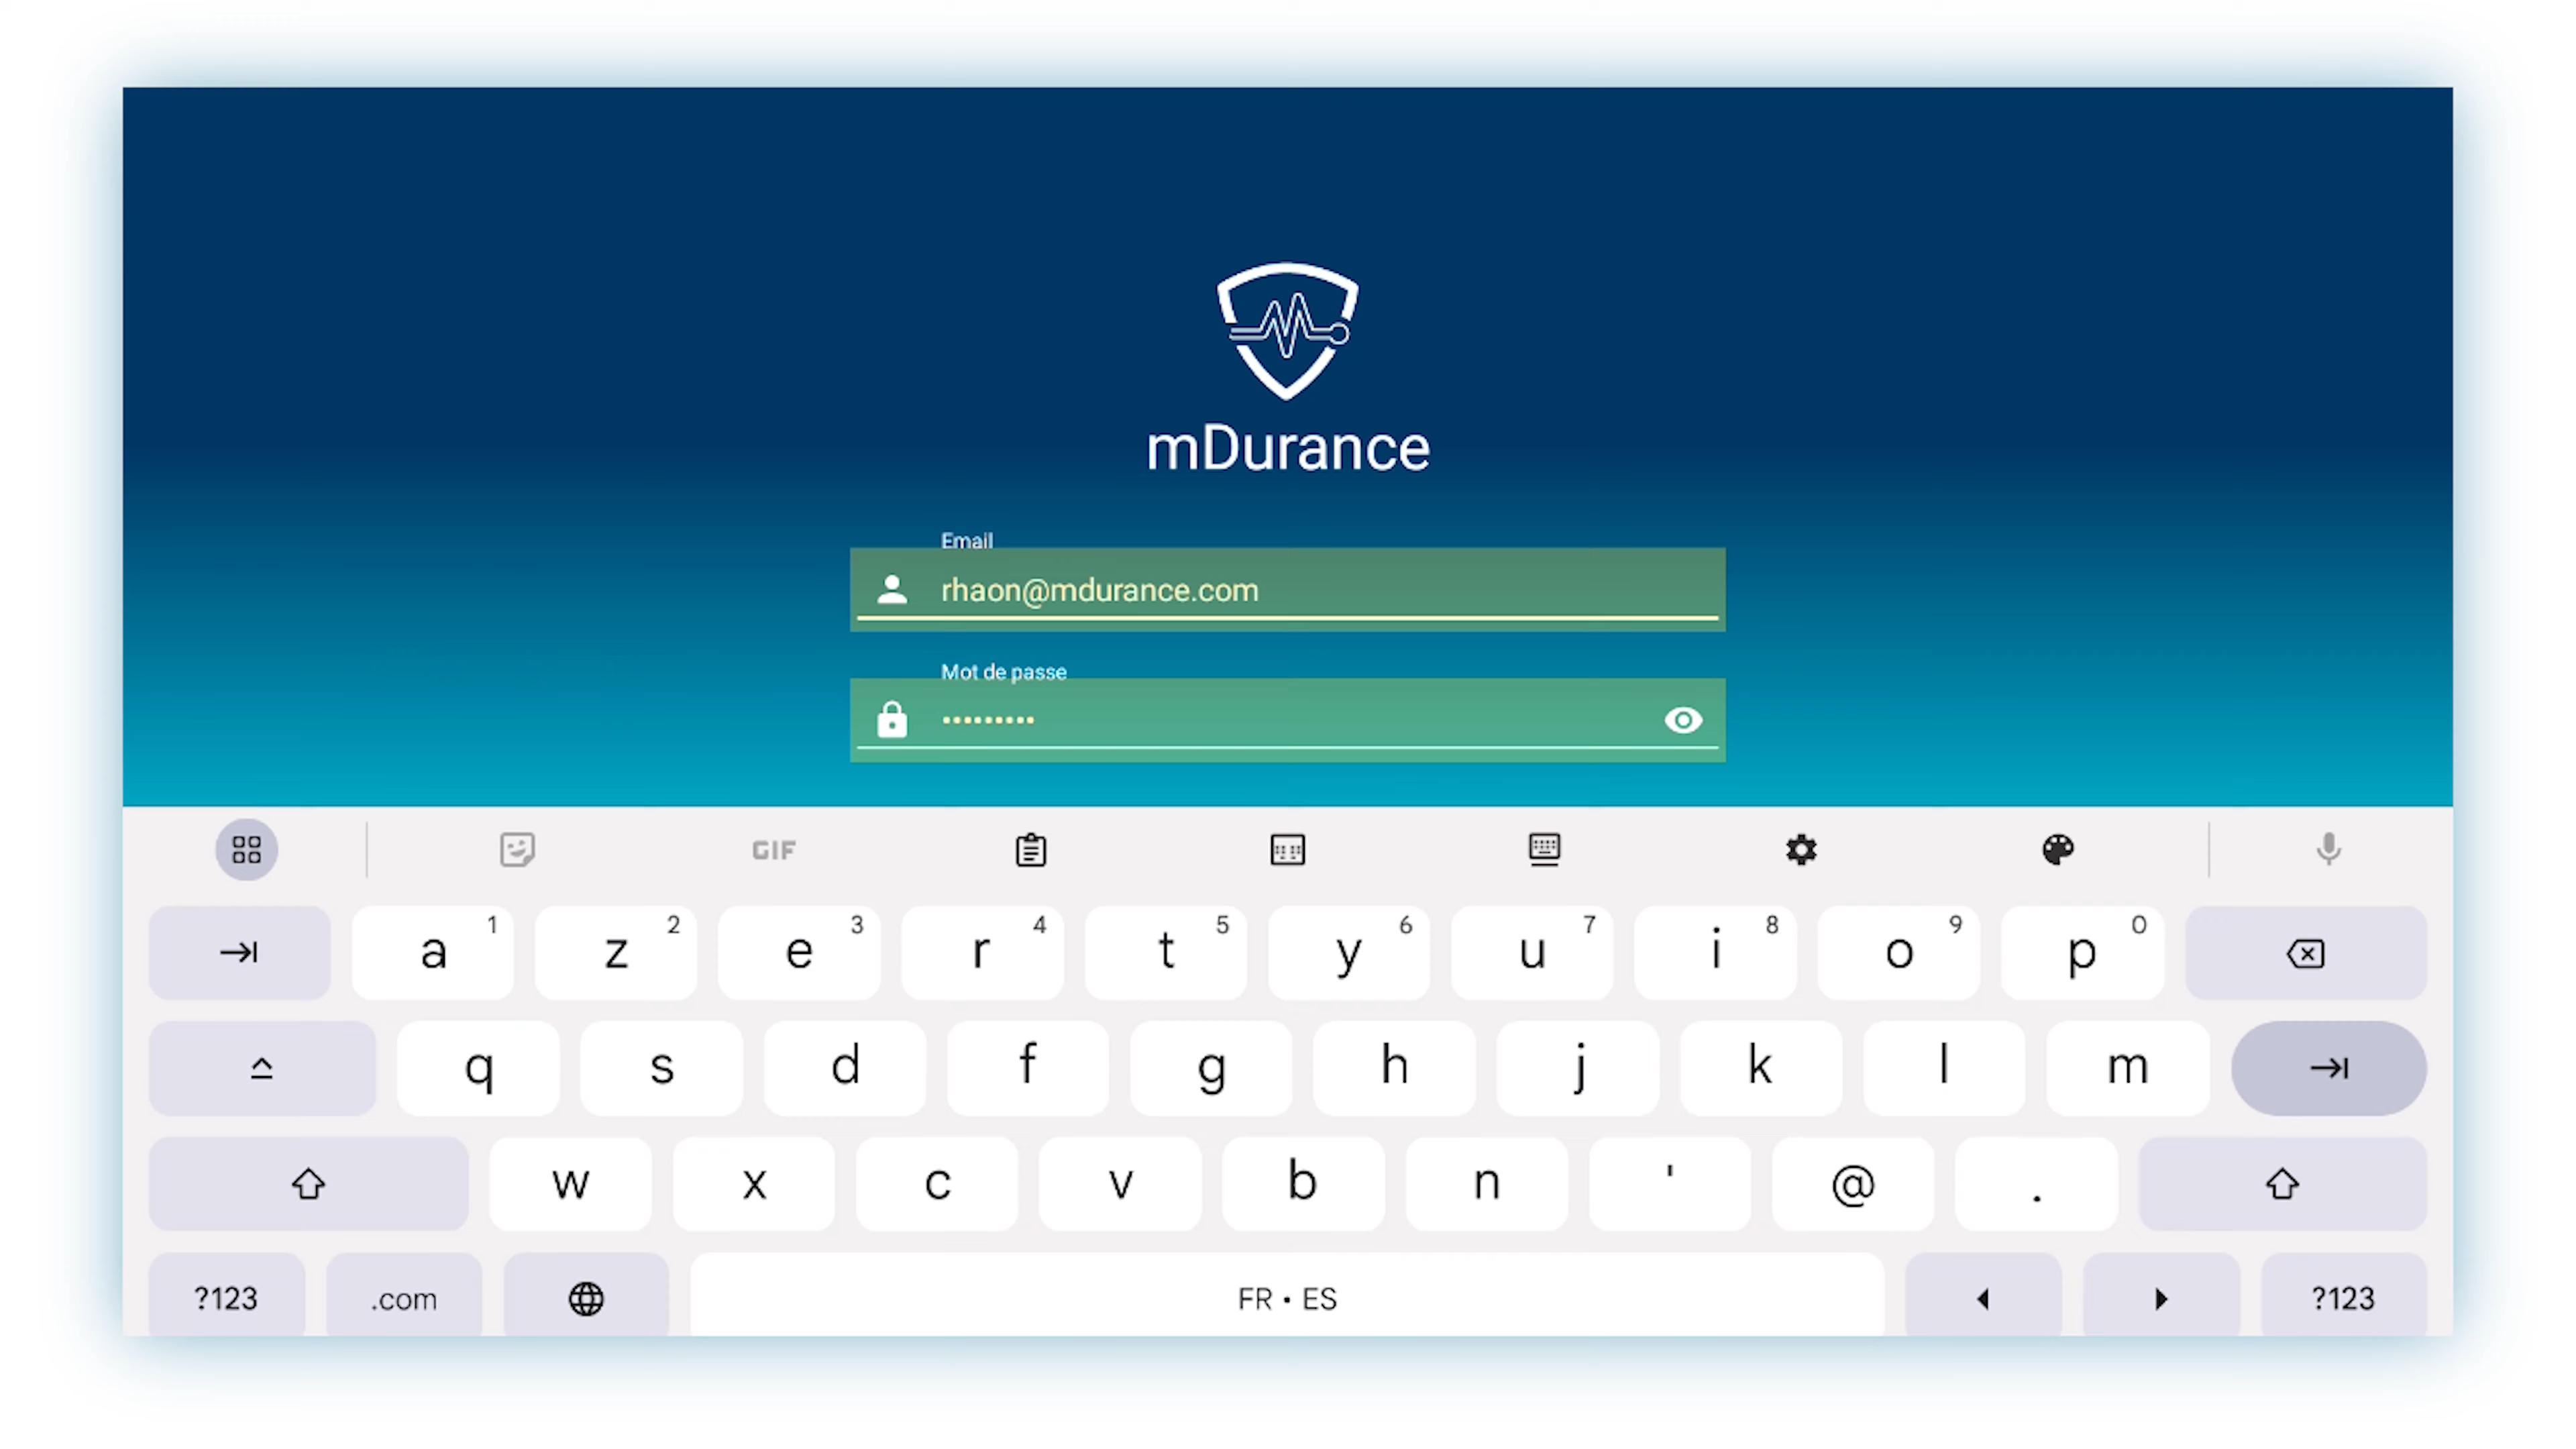 mDurance
Email
rhaon@mdurance.com
Mot de passe
•••••••••
GIF
a 1 z 2 e 3 r 4 t 5 y 6 u 7 i 8 o 9 p 0
q s d f g h j k l m
w x c v b n ' @ .
?123 .com FR • ES ?123